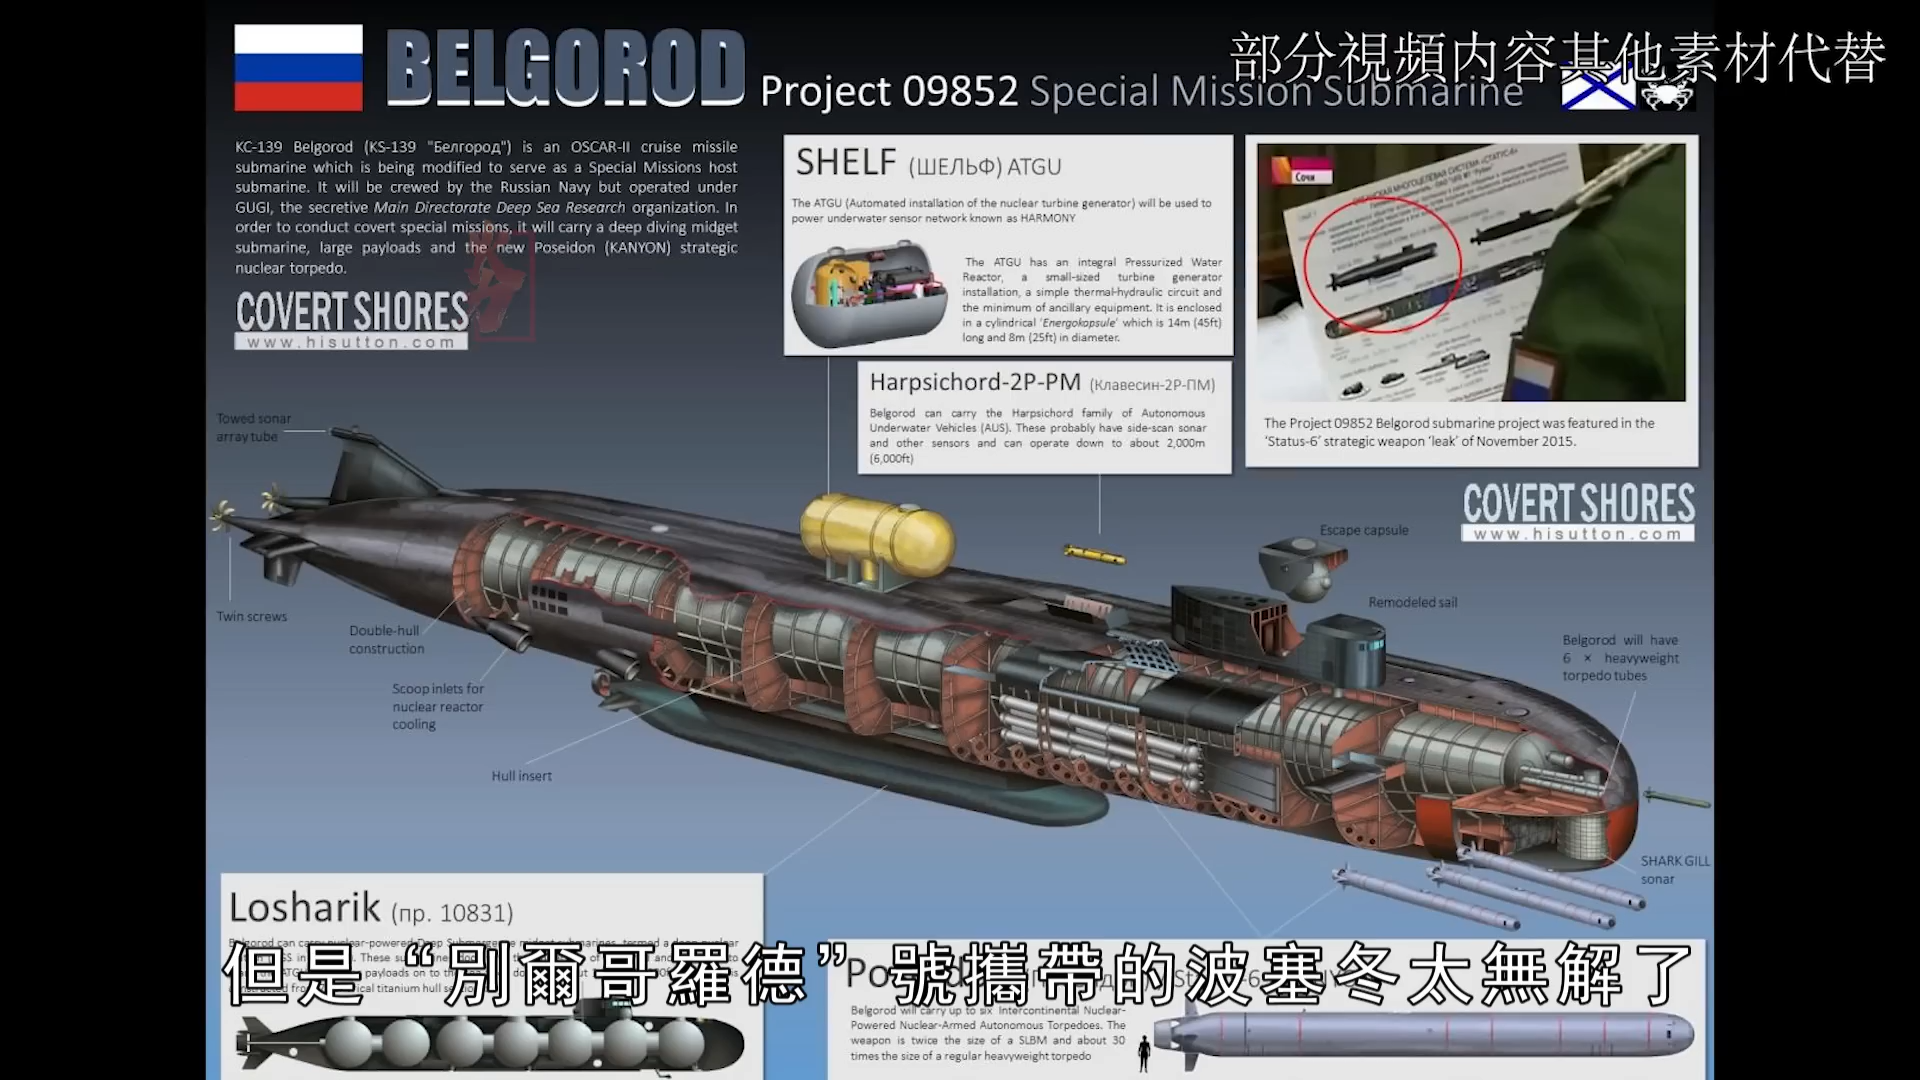 部分視頻内容其他素材代替
BELGOROD
Project 09852 Special Mission Submarine
KC-139 Belgorod (KS-139 "Белгород") is an OSCAR-II cruise missile
submarine which is being modified to serve as a Special Missions host
submarine. It will be crewed by the Russian Navy but operated under
GUGI, the secretive Main Directorate Deep Sea Research organization. In
order to conduct covert special missions, it will carry a deep diving midget
submarine, large payloads and the new Poseidon (KANYON) strategic
nuclear torpedo.
COVERT SHORES
www.hisutton.com
SHELF (ШЕЛЬФ) ATGU
The ATGU (Automated installation of the nuclear turbine generator) will be used to
power underwater sensor network known as HARMONY
The ATGU has an integral Pressurized Water
Reactor, a small-sized turbine generator
installation, a simple thermal-hydraulic circuit and
the minimum of ancillary equipment. It is enclosed
in a cylindrical 'Energokapsule' which is 14m (45ft)
long and 8m (25ft) in diameter.
Harpsichord-2P-PM (Клавесин-2Р-ПМ)
Belgorod can carry the Harpsichord family of Autonomous
Underwater Vehicles (AUS). These probably have side-scan sonar
and other sensors and can operate down to about 2,000m
(6,000ft)
Сочи
The Project 09852 Belgorod submarine project was featured in the
'Status-6' strategic weapon 'leak' of November 2015.
COVERT SHORES
www.hisutton.com
Towed sonar
array tube
Twin screws
Double-hull
construction
Scoop inlets for
nuclear reactor
cooling
Hull insert
Escape capsule
Remodeled sail
Belgorod will have
6 × heavyweight
torpedo tubes
SHARK GILL
sonar
Losharik (пр. 10831)
但是“別爾哥羅德”號攜帶的波塞冬太無解了
Belgorod will carry up to six Intercontinental Nuclear-
Powered Nuclear-Armed Autonomous Torpedoes. The
weapon is twice the size of a SLBM and about 30
times the size of a regular heavyweight torpedo